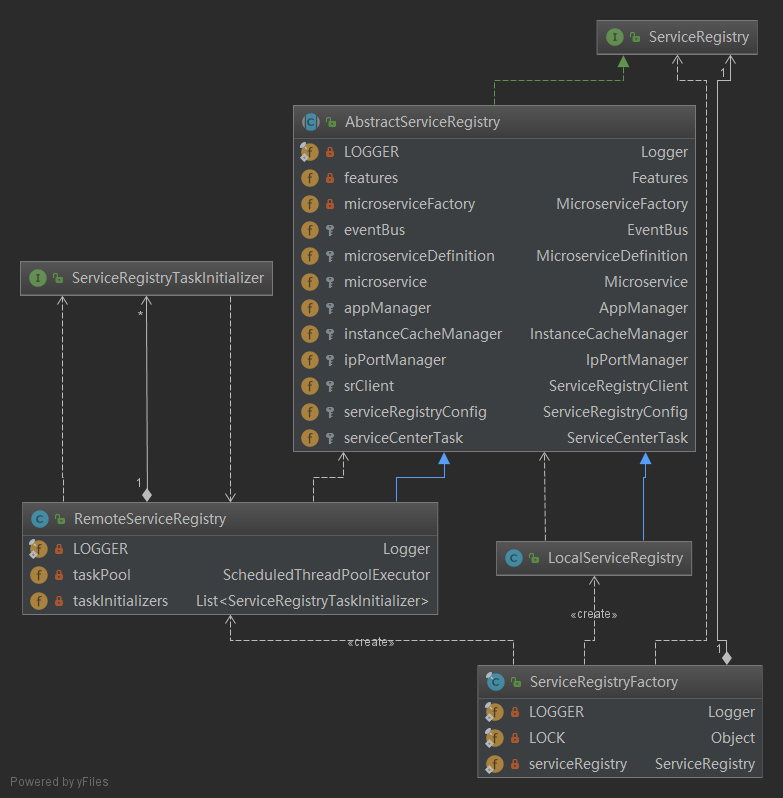 ServiceRegistry
1
AbstractServiceRegistry
LOGGER Logger
features Features
microserviceFactory MicroserviceFactory
eventBus EventBus
microserviceDefinition MicroserviceDefinition
microservice Microservice
appManager AppManager
instanceCacheManager InstanceCacheManager
ipPortManager IpPortManager
srClient ServiceRegistryClient
serviceRegistryConfig ServiceRegistryConfig
serviceCenterTask ServiceCenterTask
ServiceRegistryTaskInitializer
*
1
RemoteServiceRegistry
LOGGER Logger
taskPool ScheduledThreadPoolExecutor
taskInitializers List<ServiceRegistryTaskInitializer>
LocalServiceRegistry
«create»
«create»
1
ServiceRegistryFactory
LOGGER Logger
LOCK Object
serviceRegistry ServiceRegistry
Powered by yFiles